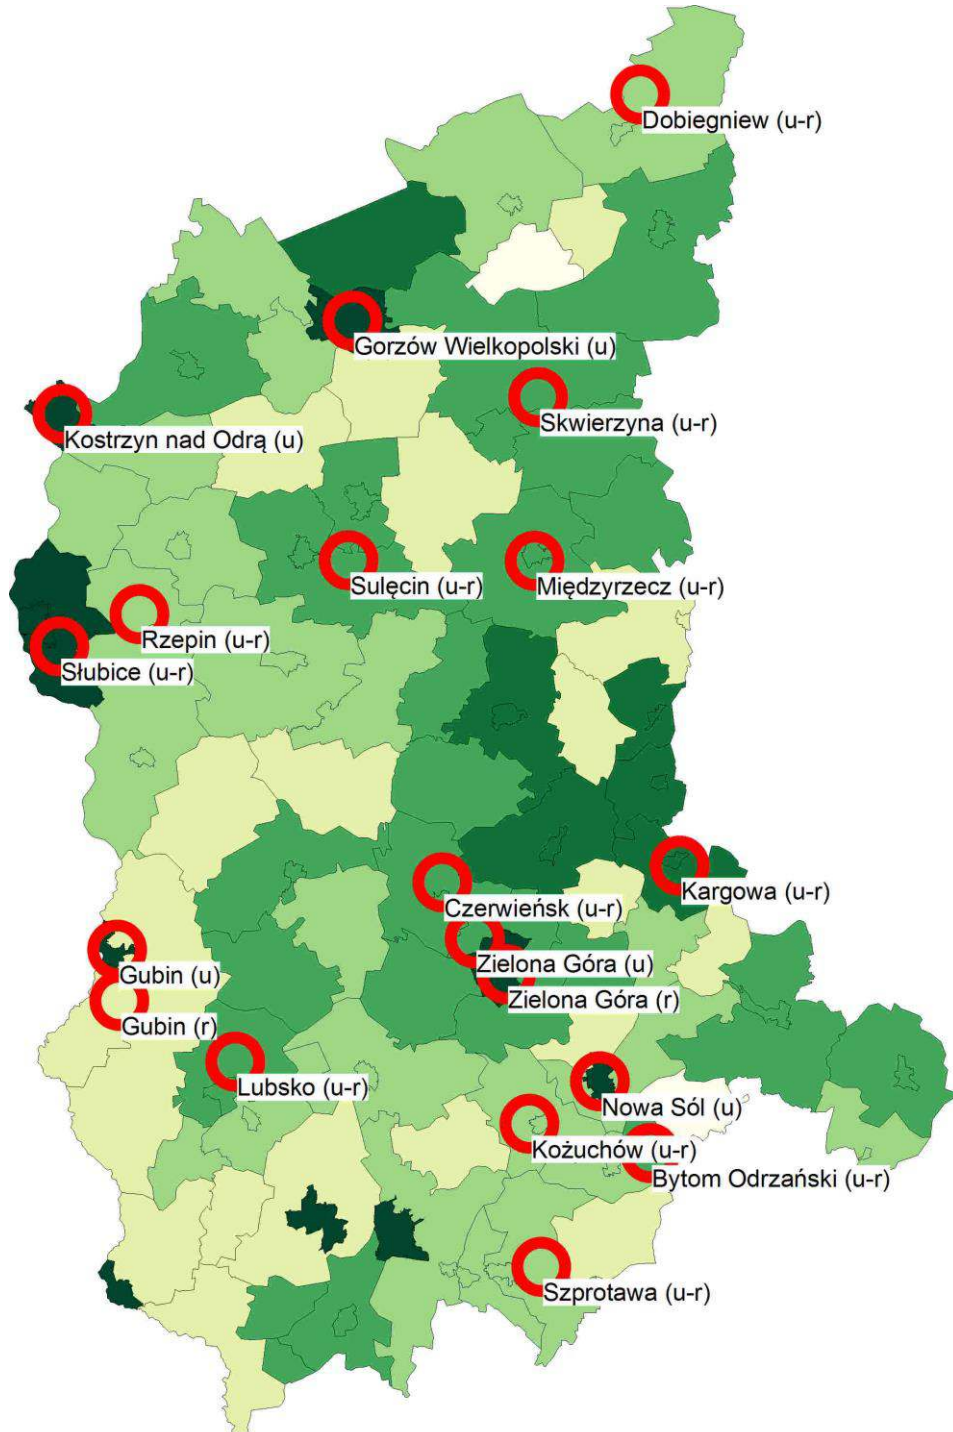 Dobiegniew (u-r)
Gorzów Wielkopolski (u)
Skwierzyna (u-r)
Kostrzyn nad Odrą (u)
Sulęcin (u-r)
Międzyrzecz (u-r)
Rzepin (u-r)
Słubice (u-r)
Kargowa (u-r)
Czerwieńsk (u-r)
Zielona Góra (u)
Gubin (u)
Zielona Góra (r)
Gubin (r)
Lubsko (u-r)
Nowa Sól (u)
Kożuchów (u-r)
Bytom Odrzański (u-r)
Szprotawa (u-r)